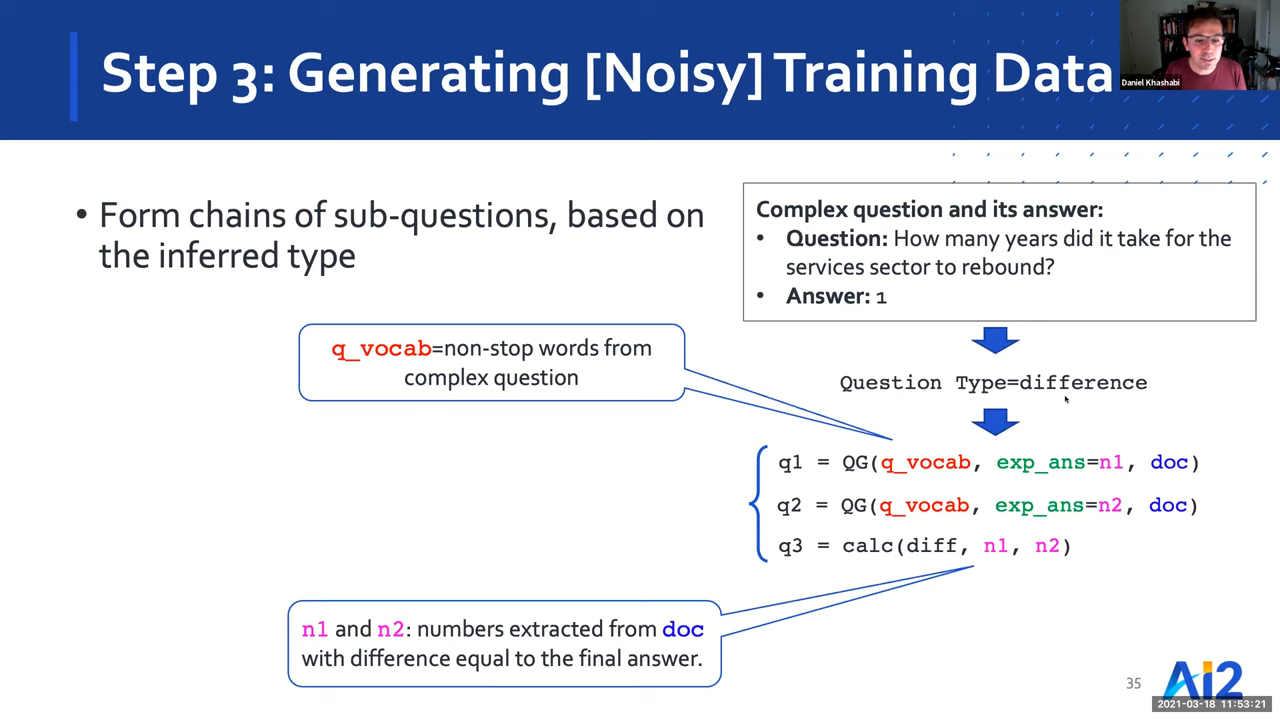 Step 3: Generating [Noisy] Training Data
Daniel Khashabi
• Form chains of sub-questions, based on
the inferred type
Complex question and its answer:
• Question: How many years did it take for the
services sector to rebound?
• Answer: 1
q_vocab=non-stop words from
complex question
Question Type=difference
q1 = QG(q_vocab, exp_ans=n1, doc)
q2 = QG(q_vocab, exp_ans=n2, doc)
q3 = calc(diff, n1, n2)
n1 and n2: numbers extracted from doc
with difference equal to the final answer.
35
AI2
2021-03-18 11:53:21